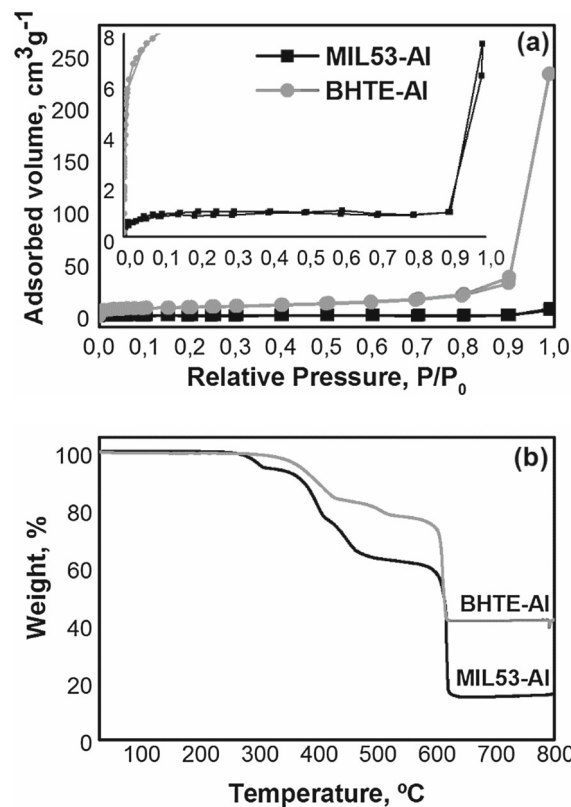 (a)
MIL53-Al
BHTE-Al
Adsorbed volume, cm³g⁻¹
250
200
150
100
50
0
8
6
4
2
0
0,0 0,1 0,2 0,3 0,4 0,5 0,6 0,7 0,8 0,9 1,0
0,0 0,1 0,2 0,3 0,4 0,5 0,6 0,7 0,8 0,9 1,0
Relative Pressure, P/P₀
(b)
Weight, %
100
80
60
40
20
0
BHTE-Al
MIL53-Al
100 200 300 400 500 600 700 800
Temperature, ºC